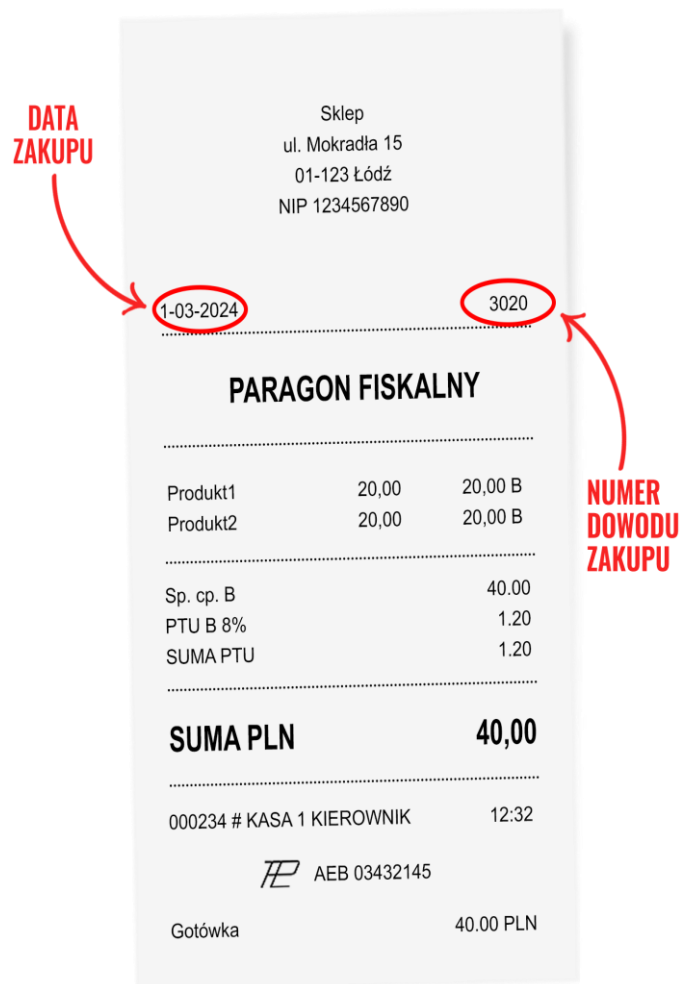 Sklep
ul. Mokradła 15
01-123 Łódź
NIP 1234567890
DATA
ZAKUPU
1-03-2024 3020
PARAGON FISKALNY
Produkt1 20,00 20,00 B
Produkt2 20,00 20,00 B
NUMER
DOWODU
ZAKUPU
Sp. cp. B 40.00
PTU B 8% 1.20
SUMA PTU 1.20
SUMA PLN 40,00
000234 # KASA 1 KIEROWNIK 12:32
AEB 03432145
Gotówka 40.00 PLN